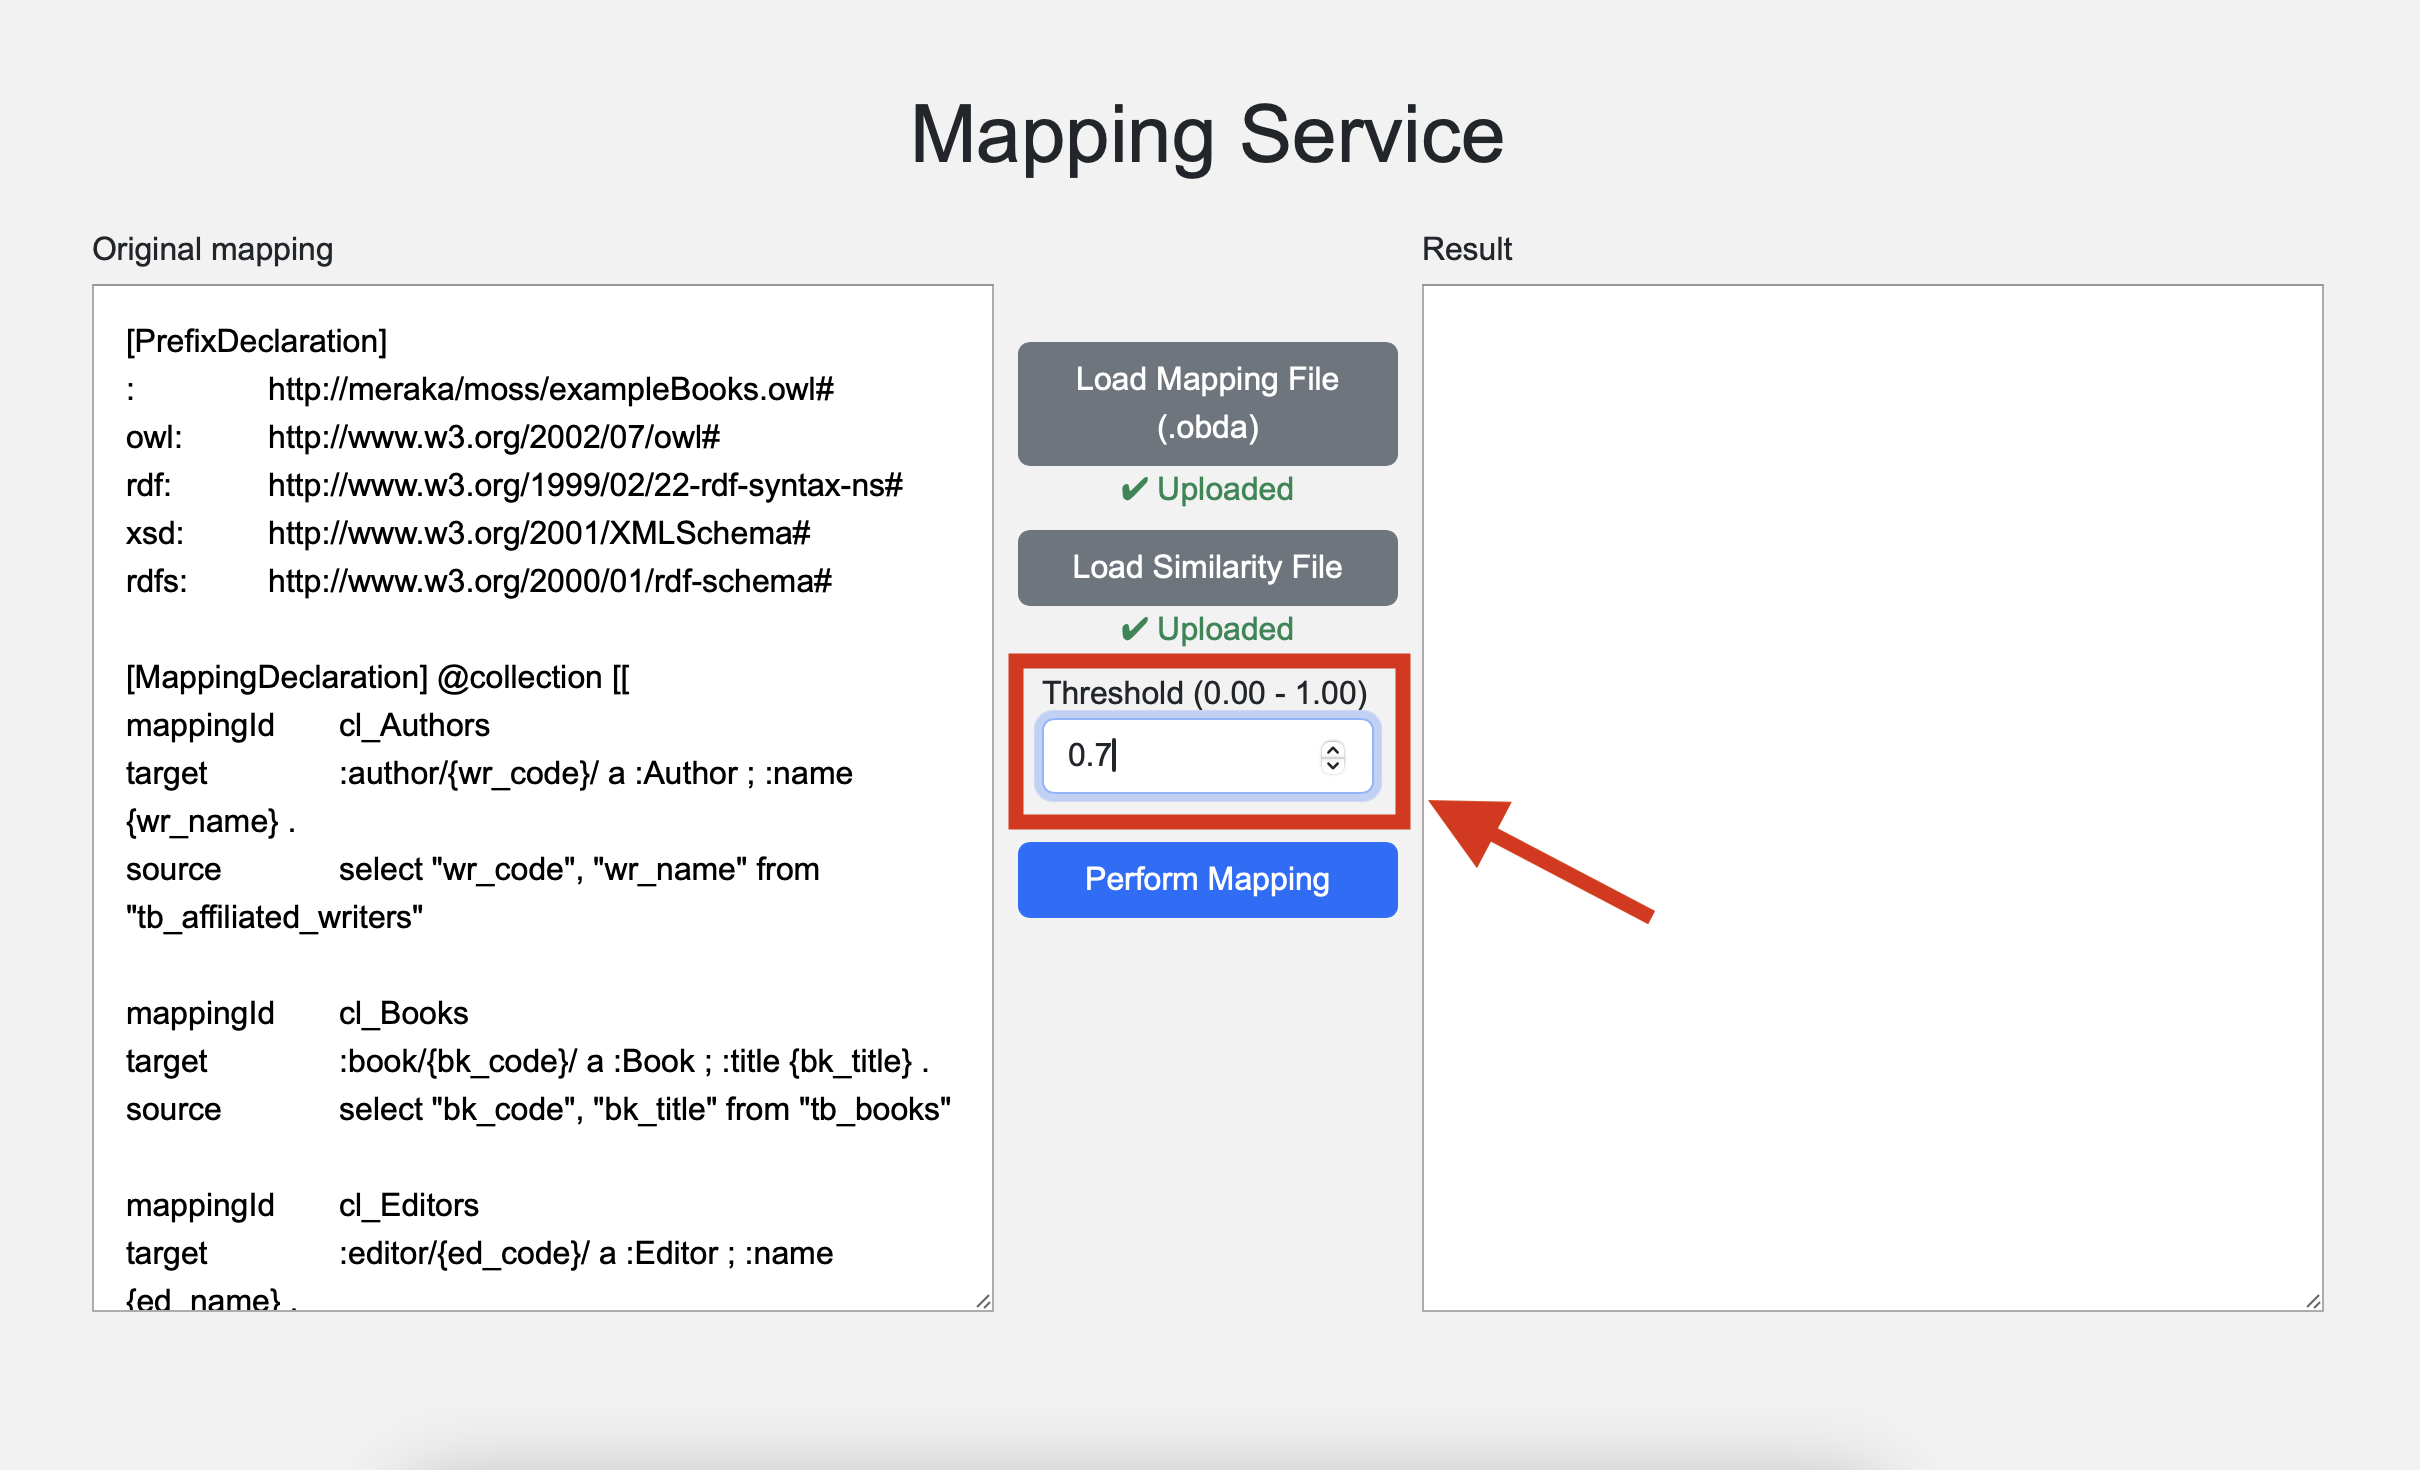 Mapping Service
Original mapping
[PrefixDeclaration]
: http://meraka/moss/exampleBooks.owl#
owl: http://www.w3.org/2002/07/owl#
rdf: http://www.w3.org/1999/02/22-rdf-syntax-ns#
xsd: http://www.w3.org/2001/XMLSchema#
rdfs: http://www.w3.org/2000/01/rdf-schema#
[MappingDeclaration] @collection [[
mappingId cl_Authors
target :author/{wr_code}/ a :Author ; :name
{wr_name} .
source select "wr_code", "wr_name" from
"tb_affiliated_writers"
mappingId cl_Books
target :book/{bk_code}/ a :Book ; :title {bk_title} .
source select "bk_code", "bk_title" from "tb_books"
mappingId cl_Editors
target :editor/{ed_code}/ a :Editor ; :name
{ed_name} .
Load Mapping File
(.obda)
✔ Uploaded
Load Similarity File
✔ Uploaded
Threshold (0.00 - 1.00)
0.7
Perform Mapping
Result